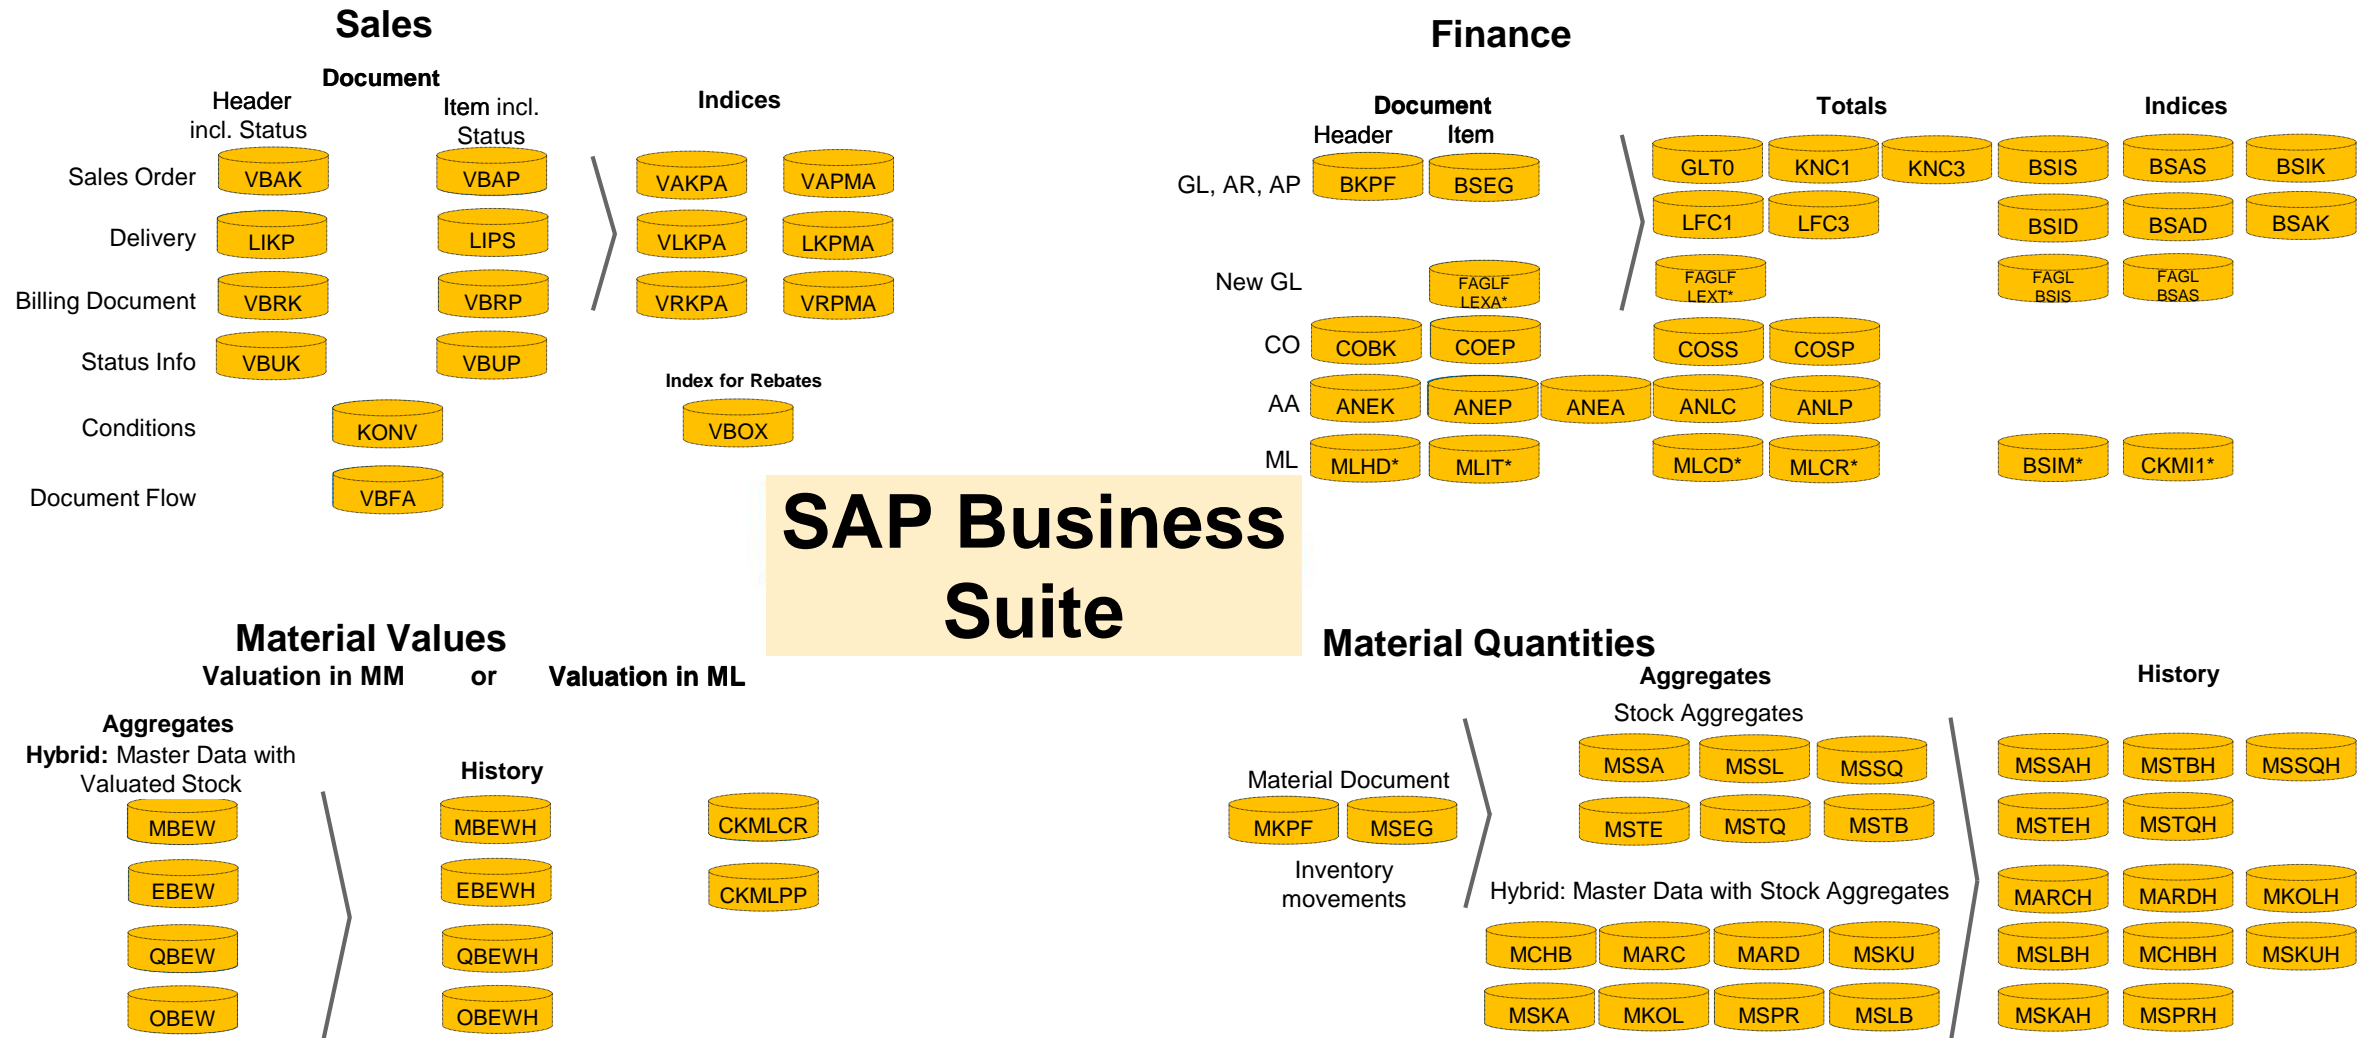 Sales
Document
Header
incl. Status
Item incl.
Status
Indices
Sales Order
VBAK
VBAP
VAKPA
VAPMA
Delivery
LIKP
LIPS
VLKPA
LKPMA
Billing Document
VBRK
VBRP
VRKPA
VRPMA
Status Info
VBUK
VBUP
Index for Rebates
Conditions
KONV
VBOX
Document Flow
VBFA
Finance
Document
Header
Item
Totals
Indices
GL, AR, AP
BKPF
BSEG
GLT0
KNC1
KNC3
BSIS
BSAS
BSIK
LFC1
LFC3
BSID
BSAD
BSAK
New GL
FAGLF
LEXA*
FAGLF
LEXT*
FAGL
BSIS
FAGL
BSAS
CO
COBK
COEP
COSS
COSP
AA
ANEK
ANEP
ANEA
ANLC
ANLP
ML
MLHD*
MLIT*
MLCD*
MLCR*
BSIM*
CKMI1*
SAP Business
Suite
Material Values
Valuation in MM
or
Valuation in ML
Aggregates
Hybrid: Master Data with
Valuated Stock
History
MBEW
MBEWH
CKMLCR
EBEW
EBEWH
CKMLPP
QBEW
QBEWH
OBEW
OBEWH
Material Quantities
Aggregates
Stock Aggregates
History
Material Document
MKPF
MSEG
Inventory
movements
MSSA
MSSL
MSSQ
MSTE
MSTQ
MSTB
Hybrid: Master Data with Stock Aggregates
MCHB
MARC
MARD
MSKU
MSKA
MKOL
MSPR
MSLB
MSSAH
MSTBH
MSSQH
MSTEH
MSTQH
MARCH
MARDH
MKOLH
MSLBH
MCHBH
MSKUH
MSKAH
MSPRH